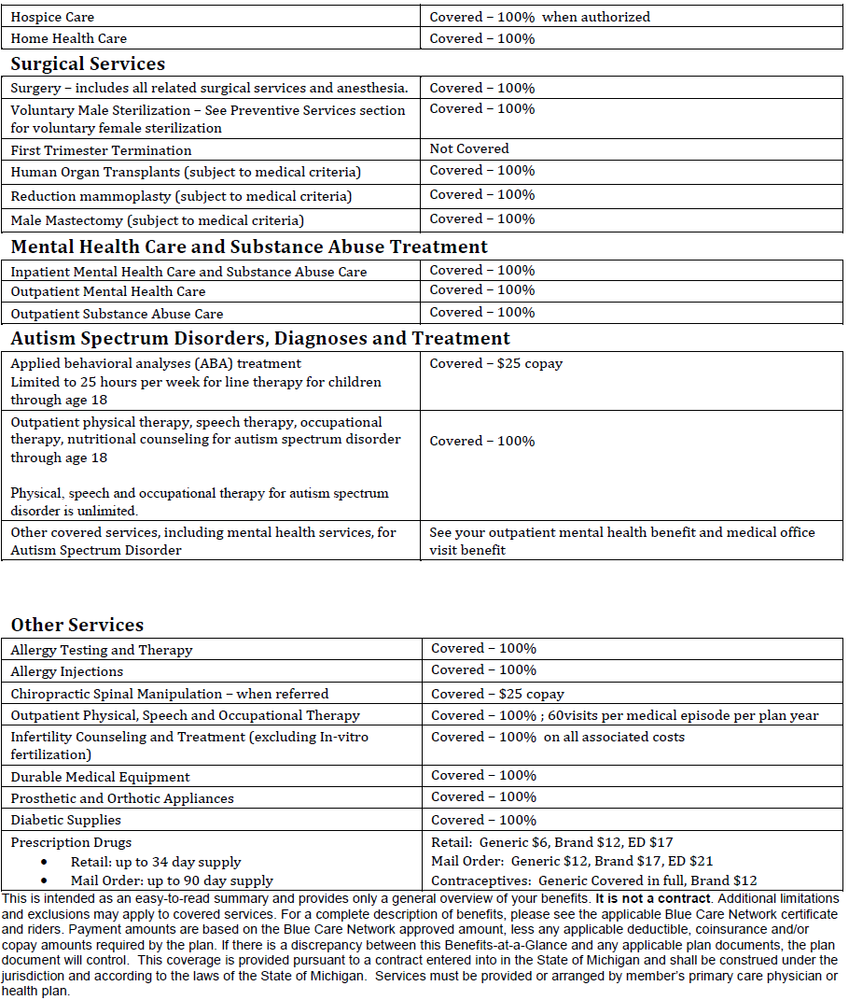 Hospice Care
Covered – 100%  when authorized
Home Health Care
Covered – 100%
Surgical Services
Surgery – includes all related surgical services and anesthesia.
Covered – 100%
Voluntary Male Sterilization – See Preventive Services section
for voluntary female sterilization
Covered – 100%
First Trimester Termination
Not Covered
Human Organ Transplants (subject to medical criteria)
Covered – 100%
Reduction mammoplasty (subject to medical criteria)
Covered – 100%
Male Mastectomy (subject to medical criteria)
Covered – 100%
Mental Health Care and Substance Abuse Treatment
Inpatient Mental Health Care and Substance Abuse Care
Covered – 100%
Outpatient Mental Health Care
Covered – 100%
Outpatient Substance Abuse Care
Covered – 100%
Autism Spectrum Disorders, Diagnoses and Treatment
Applied behavioral analyses (ABA) treatment
Limited to 25 hours per week for line therapy for children
through age 18
Covered – $25 copay
Outpatient physical therapy, speech therapy, occupational
therapy, nutritional counseling for autism spectrum disorder
through age 18
Physical, speech and occupational therapy for autism spectrum
disorder is unlimited.
Covered – 100%
Other covered services, including mental health services, for
Autism Spectrum Disorder
See your outpatient mental health benefit and medical office
visit benefit
Other Services
Allergy Testing and Therapy
Covered – 100%
Allergy Injections
Covered – 100%
Chiropractic Spinal Manipulation – when referred
Covered – $25 copay
Outpatient Physical, Speech and Occupational Therapy
Covered – 100% ; 60visits per medical episode per plan year
Infertility Counseling and Treatment (excluding In-vitro
fertilization)
Covered – 100%  on all associated costs
Durable Medical Equipment
Covered – 100%
Prosthetic and Orthotic Appliances
Covered – 100%
Diabetic Supplies
Covered – 100%
Prescription Drugs
• Retail: up to 34 day supply
• Mail Order: up to 90 day supply
Retail:  Generic $6, Brand $12, ED $17
Mail Order:  Generic $12, Brand $17, ED $21
Contraceptives:  Generic Covered in full, Brand $12
This is intended as an easy-to-read summary and provides only a general overview of your benefits. It is not a contract. Additional limitations
and exclusions may apply to covered services. For a complete description of benefits, please see the applicable Blue Care Network certificate
and riders. Payment amounts are based on the Blue Care Network approved amount, less any applicable deductible, coinsurance and/or
copay amounts required by the plan. If there is a discrepancy between this Benefits-at-a-Glance and any applicable plan documents, the plan
document will control.  This coverage is provided pursuant to a contract entered into in the State of Michigan and shall be construed under the
jurisdiction and according to the laws of the State of Michigan.  Services must be provided or arranged by member's primary care physician or
health plan.